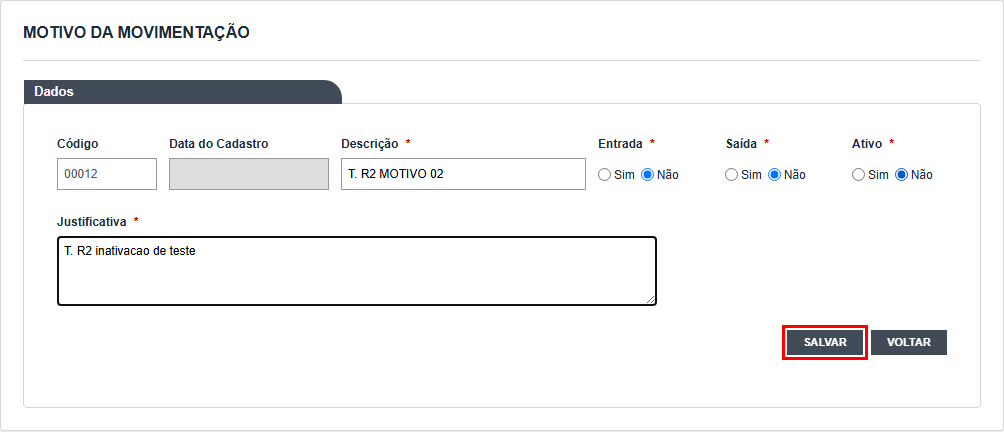 MOTIVO DA MOVIMENTAÇÃO
Dados
Código Data do Cadastro Descrição * Entrada * Saída * Ativo *
00012 T. R2 MOTIVO 02 Sim Não Sim Não Sim Não
Justificativa *
T. R2 inativacao de teste
SALVAR VOLTAR